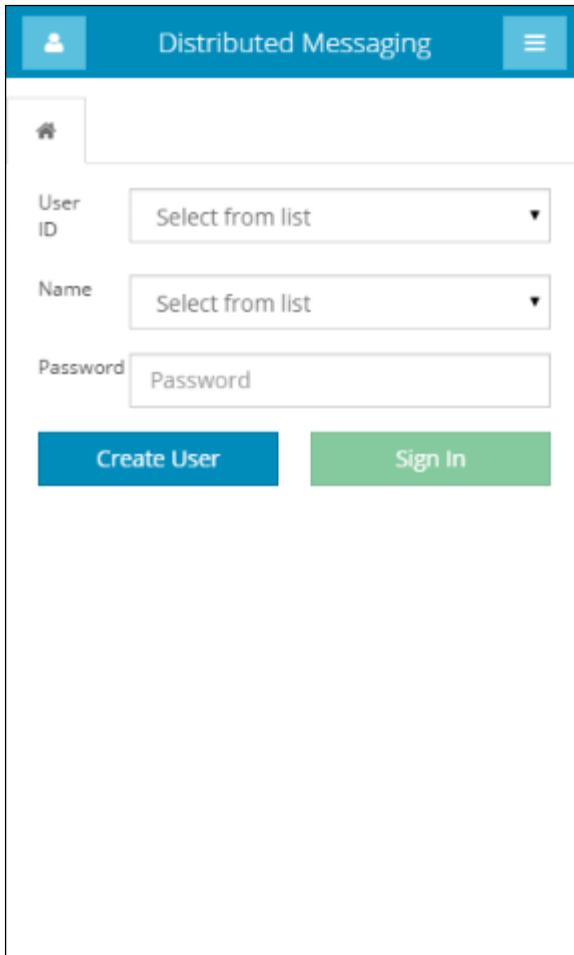 Distributed Messaging
User
ID
Select from list
Name
Select from list
Password
Password
Create User
Sign In